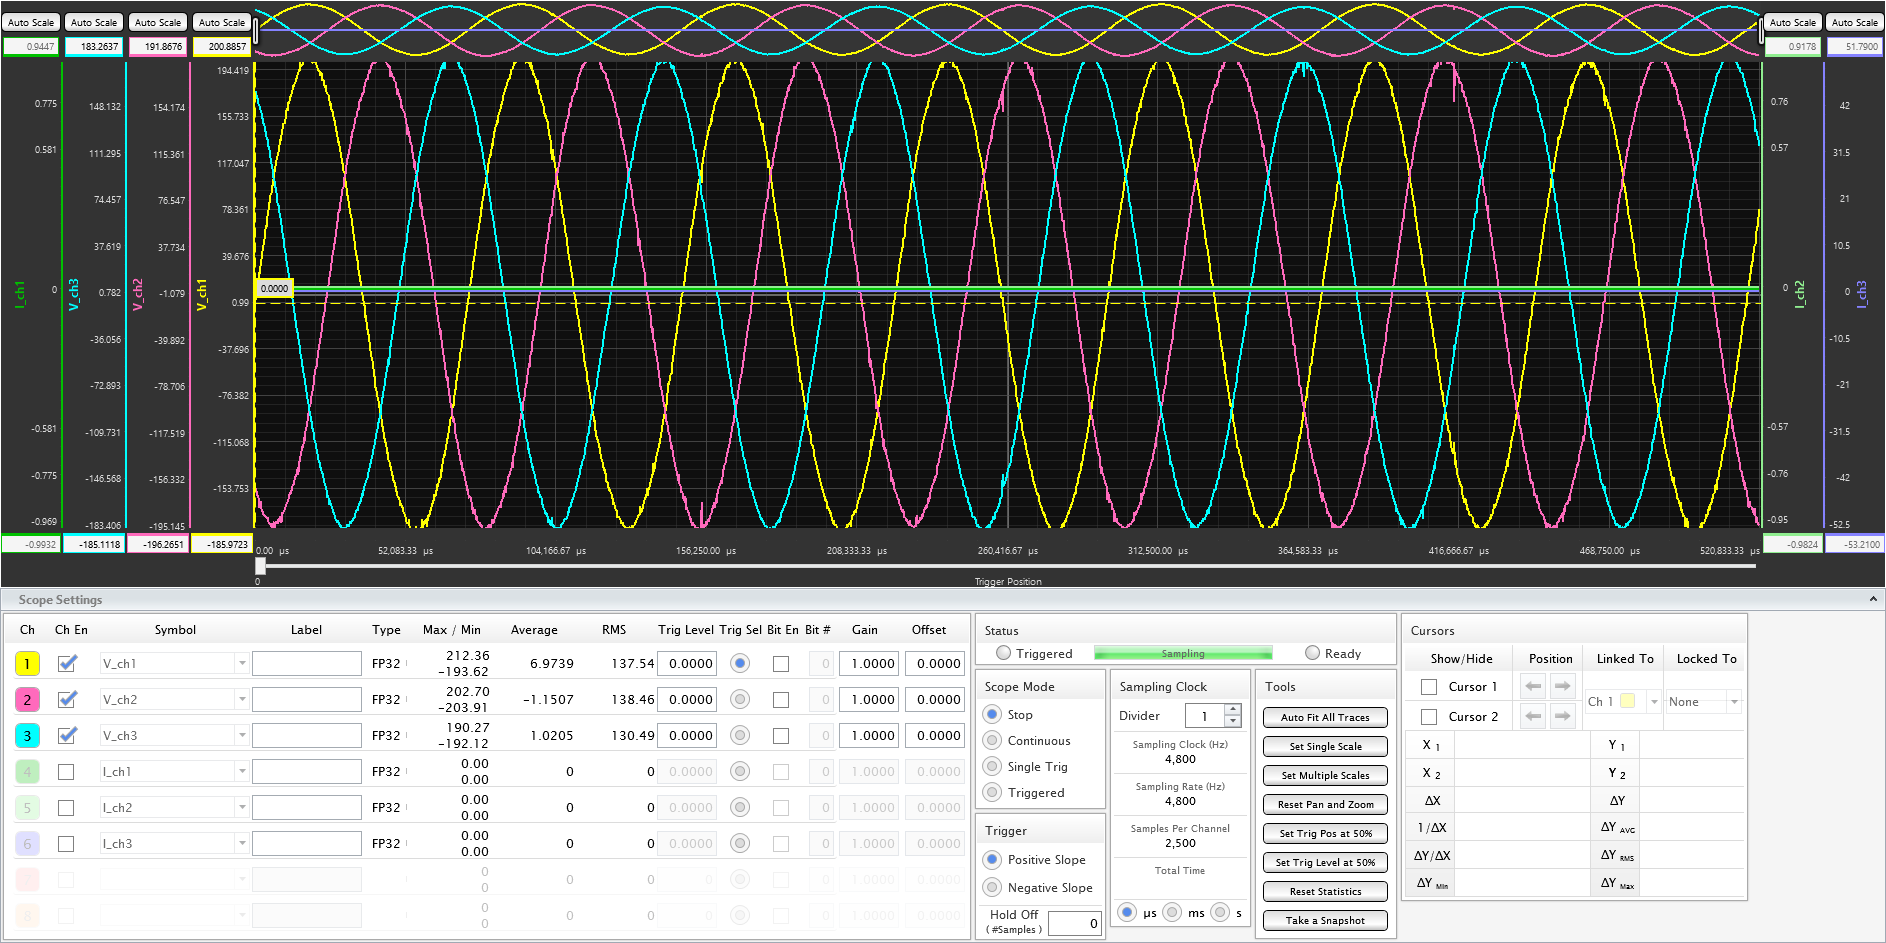 Auto Scale Auto Scale Auto Scale Auto Scale Auto Scale Auto Scale
0.9447 183.2637 191.8676 200.8857 0.9178 51.7900
194.419
0.775 148.132 154.174 155.733 0.76 42
0.581 111.295 115.361 117.047 0.57 31.5
74.457 76.547 78.361 21
37.619 37.734 39.676 10.5
I_ch1 0 V_ch3 0.782 V_ch2 -1.079 V_ch1 0.99 0.0000 0 I_ch2 0 I_ch3
-36.056 -39.892 -37.696 -10.5
-72.893 -78.706 -76.382 -21
-0.581 -109.731 -117.519 -115.068 -0.57 -31.5
-0.775 -146.568 -156.332 -153.753 -0.76 -42
-0.969 -183.406 -195.145 -0.95 -52.5
-0.9932 -185.1118 -196.2651 -185.9723 -0.9824 -53.2100
0.00 µs 52,083.33 µs 104,166.67 µs 156,250.00 µs 208,333.33 µs 260,416.67 µs 312,500.00 µs 364,583.33 µs 416,666.67 µs 468,750.00 µs 520,833.33 µs
0 Trigger Position
Scope Settings
Ch Ch En Symbol Label Type Max / Min Average RMS Trig Level Trig Sel Bit En Bit # Gain Offset
1 V_ch1 FP32 212.36 6.9739 137.54 0.0000 0 1.0000 0.0000
-193.62
2 V_ch2 FP32 202.70 -1.1507 138.46 0.0000 0 1.0000 0.0000
-203.91
3 V_ch3 FP32 190.27 1.0205 130.49 0.0000 0 1.0000 0.0000
-192.12
4 I_ch1 FP32 0.00 0 0 0.0000 0 1.0000 0.0000
0.00
5 I_ch2 FP32 0.00 0 0 0.0000 0 1.0000 0.0000
0.00
6 I_ch3 FP32 0.00 0 0 0.0000 0 1.0000 0.0000
0.00
7 0 0 0 0.0000 0 1.0000 0.0000
0
8 0 0 0 0.0000 0 1.0000 0.0000
0
Status
Triggered Sampling Ready
Scope Mode
Stop
Continuous
Single Trig
Triggered
Trigger
Positive Slope
Negative Slope
Hold Off
( #Samples ) 0
Sampling Clock
Divider 1
Sampling Clock (Hz)
4,800
Sampling Rate (Hz)
4,800
Samples Per Channel
2,500
Total Time
µs ms s
Tools
Auto Fit All Traces
Set Single Scale
Set Multiple Scales
Reset Pan and Zoom
Set Trig Pos at 50%
Set Trig Level at 50%
Reset Statistics
Take a Snapshot
Cursors
Show/Hide Position Linked To Locked To
Cursor 1
Ch 1 None
Cursor 2
X 1 Y 1
X 2 Y 2
ΔX ΔY
1/ΔX ΔY AVG
ΔY/ΔX ΔY RMS
ΔY Min ΔY Max